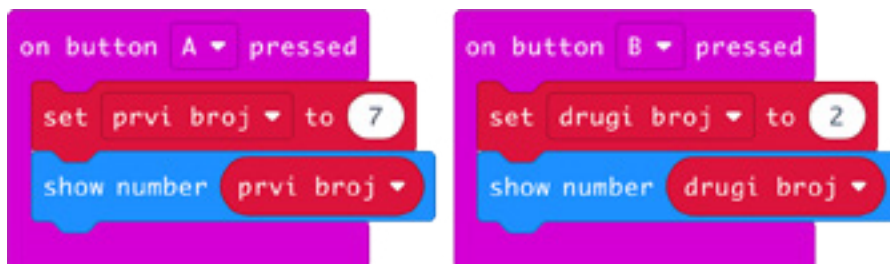 on button A pressed
set prvi broj to 7
show number prvi broj
on button B pressed
set drugi broj to 2
show number drugi broj